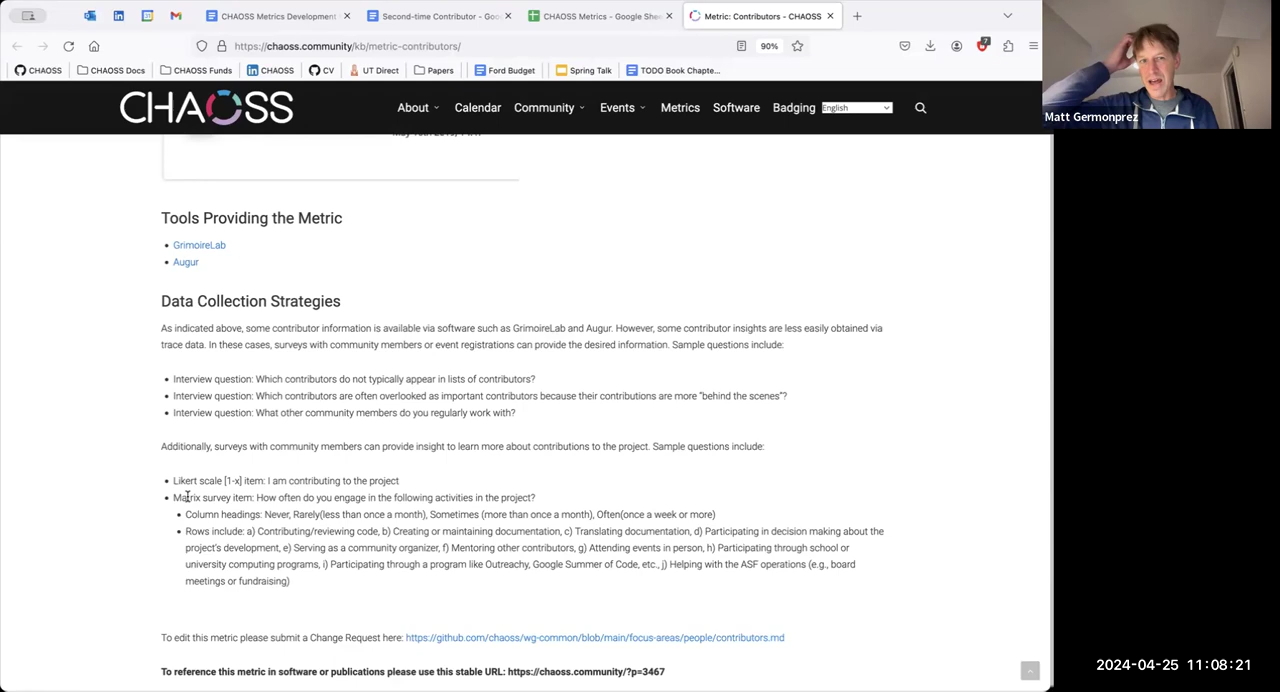 CHAOSS Metrics Development
Second-time Contributor - Goo
CHAOSS Metrics - Google Shee
Metric: Contributors - CHAOSS
https://chaoss.community/kb/metric-contributors/
90%
7
CHAOSS
CHAOSS Docs
CHAOSS Funds
CHAOSS
CV
UT Direct
Papers
Ford Budget
Spring Talk
TODO Book Chapte...
CHAOSS
About
Calendar
Community
Events
Metrics
Software
Badging
English
Matt Germonprez
Tools Providing the Metric
GrimoireLab
Augur
Data Collection Strategies
As indicated above, some contributor information is available via software such as GrimoireLab and Augur. However, some contributor insights are less easily obtained via
trace data. In these cases, surveys with community members or event registrations can provide the desired information. Sample questions include:
Interview question: Which contributors do not typically appear in lists of contributors?
Interview question: Which contributors are often overlooked as important contributors because their contributions are more “behind the scenes”?
Interview question: What other community members do you regularly work with?
Additionally, surveys with community members can provide insight to learn more about contributions to the project. Sample questions include:
Likert scale [1-x] item: I am contributing to the project
Matrix survey item: How often do you engage in the following activities in the project?
Column headings: Never, Rarely(less than once a month), Sometimes (more than once a month), Often(once a week or more)
Rows include: a) Contributing/reviewing code, b) Creating or maintaining documentation, c) Translating documentation, d) Participating in decision making about the
project’s development, e) Serving as a community organizer, f) Mentoring other contributors, g) Attending events in person, h) Participating through school or
university computing programs, i) Participating through a program like Outreachy, Google Summer of Code, etc., j) Helping with the ASF operations (e.g., board
meetings or fundraising)
To edit this metric please submit a Change Request here: https://github.com/chaoss/wg-common/blob/main/focus-areas/people/contributors.md
To reference this metric in software or publications please use this stable URL: https://chaoss.community/?p=3467
2024-04-25 11:08:21